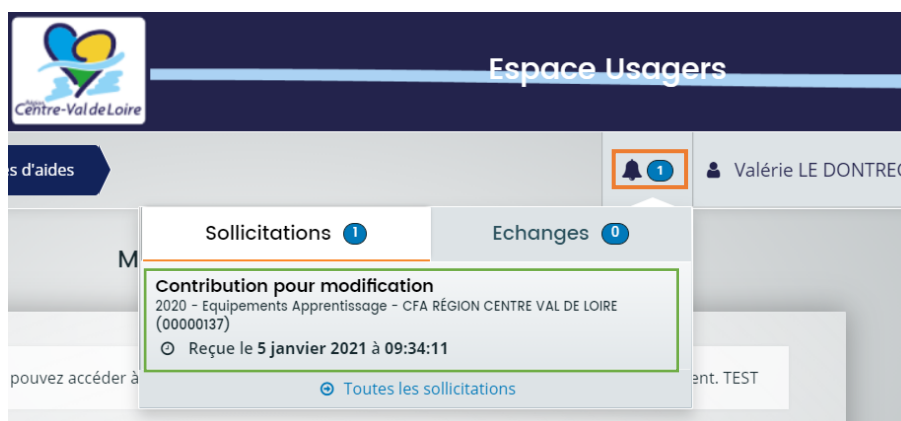 Région
Centre-Val de Loire
Espace Usagers
s d'aides
1
Valérie LE DONTREC
Sollicitations 1
Echanges 0
M
Contribution pour modification
2020 - Equipements Apprentissage - CFA RÉGION CENTRE VAL DE LOIRE
(00000137)
Reçue le 5 janvier 2021 à 09:34:11
pouvez accéder à
ent. TEST
Toutes les sollicitations